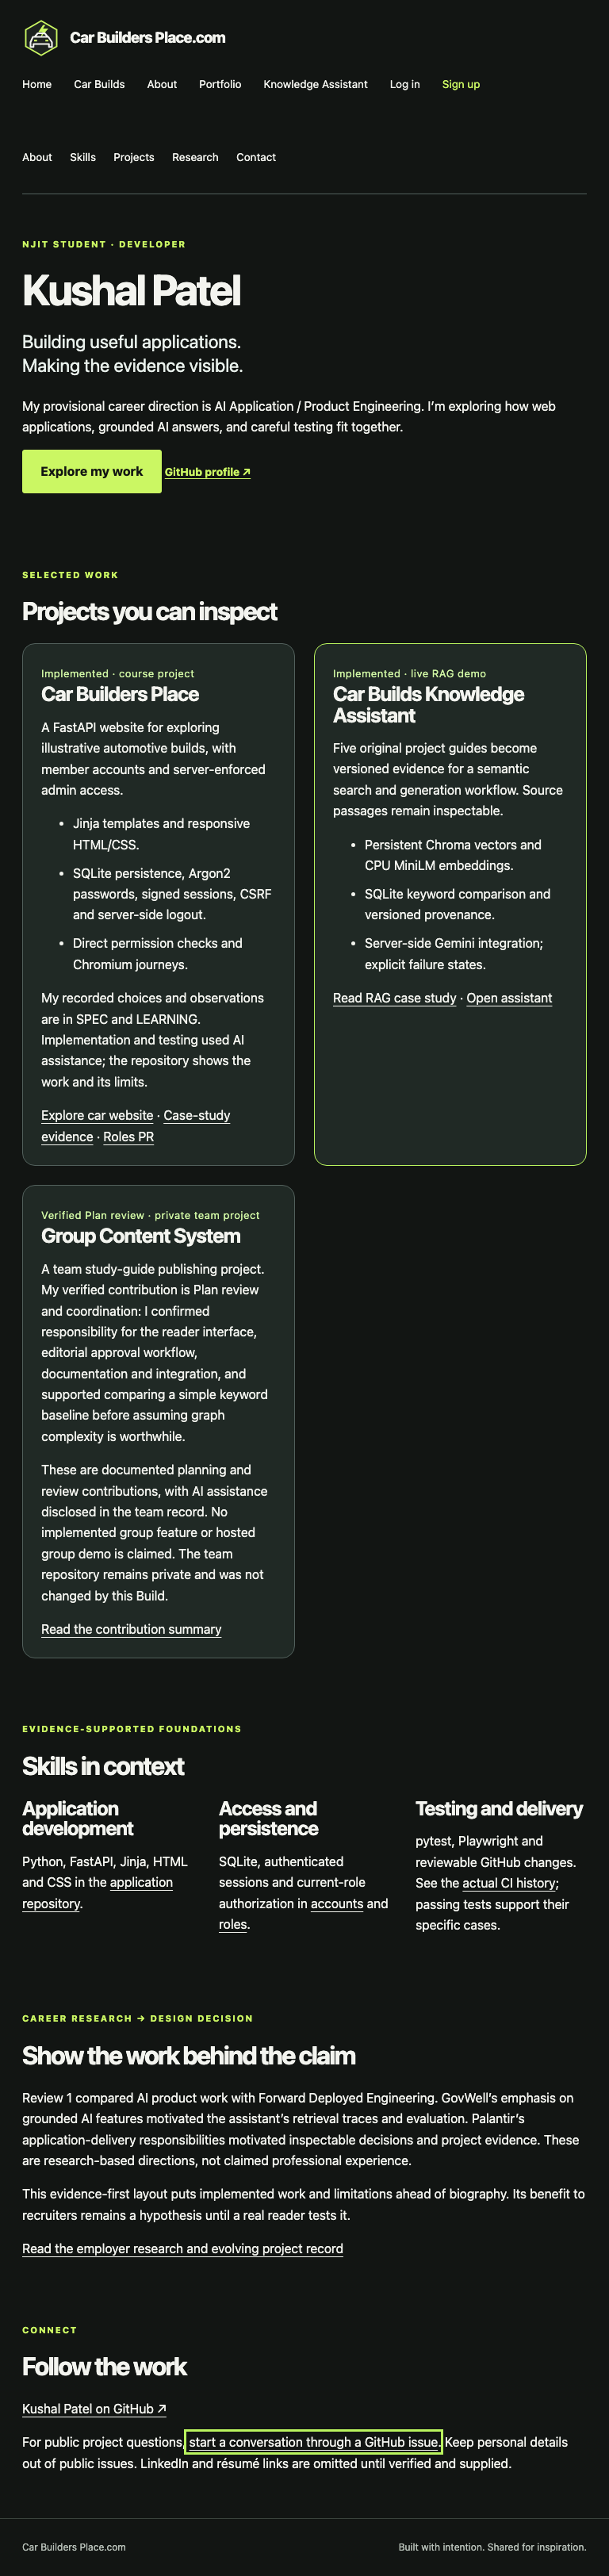 Car Builders Place.com
Home Car Builds About Portfolio Knowledge Assistant Log in Sign up
About Skills Projects Research Contact
NJIT STUDENT · DEVELOPER
Kushal Patel
Building useful applications.
Making the evidence visible.
My provisional career direction is AI Application / Product Engineering. I’m exploring how web
applications, grounded AI answers, and careful testing fit together.
Explore my work GitHub profile ↗
SELECTED WORK
Projects you can inspect
Implemented · course project
Car Builders Place
A FastAPI website for exploring
illustrative automotive builds, with
member accounts and server-enforced
admin access.
• Jinja templates and responsive
HTML/CSS.
• SQLite persistence, Argon2
passwords, signed sessions, CSRF
and server-side logout.
• Direct permission checks and
Chromium journeys.
My recorded choices and observations
are in SPEC and LEARNING.
Implementation and testing used AI
assistance; the repository shows the
work and its limits.
Explore car website · Case-study
evidence · Roles PR
Implemented · live RAG demo
Car Builds Knowledge
Assistant
Five original project guides become
versioned evidence for a semantic
search and generation workflow. Source
passages remain inspectable.
• Persistent Chroma vectors and
CPU MiniLM embeddings.
• SQLite keyword comparison and
versioned provenance.
• Server-side Gemini integration;
explicit failure states.
Read RAG case study · Open assistant
Verified Plan review · private team project
Group Content System
A team study-guide publishing project.
My verified contribution is Plan review
and coordination: I confirmed
responsibility for the reader interface,
editorial approval workflow,
documentation and integration, and
supported comparing a simple keyword
baseline before assuming graph
complexity is worthwhile.
These are documented planning and
review contributions, with AI assistance
disclosed in the team record. No
implemented group feature or hosted
group demo is claimed. The team
repository remains private and was not
changed by this Build.
Read the contribution summary
EVIDENCE-SUPPORTED FOUNDATIONS
Skills in context
Application
development
Python, FastAPI, Jinja, HTML
and CSS in the application
repository.
Access and
persistence
SQLite, authenticated
sessions and current-role
authorization in accounts and
roles.
Testing and delivery
pytest, Playwright and
reviewable GitHub changes.
See the actual CI history;
passing tests support their
specific cases.
CAREER RESEARCH → DESIGN DECISION
Show the work behind the claim
Review 1 compared AI product work with Forward Deployed Engineering. GovWell’s emphasis on
grounded AI features motivated the assistant’s retrieval traces and evaluation. Palantir’s
application-delivery responsibilities motivated inspectable decisions and project evidence. These
are research-based directions, not claimed professional experience.
This evidence-first layout puts implemented work and limitations ahead of biography. Its benefit to
recruiters remains a hypothesis until a real reader tests it.
Read the employer research and evolving project record
CONNECT
Follow the work
Kushal Patel on GitHub ↗
For public project questions, start a conversation through a GitHub issue. Keep personal details
out of public issues. LinkedIn and résumé links are omitted until verified and supplied.
Car Builders Place.com Built with intention. Shared for inspiration.